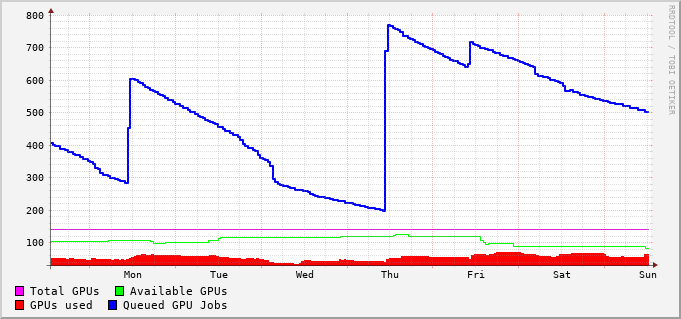 800
700
600
500
400
300
200
100
Mon Tue Wed Thu Fri Sat Sun
Total GPUs Available GPUs
GPUs used Queued GPU Jobs
RRDTOOL / TOBI OETIKER